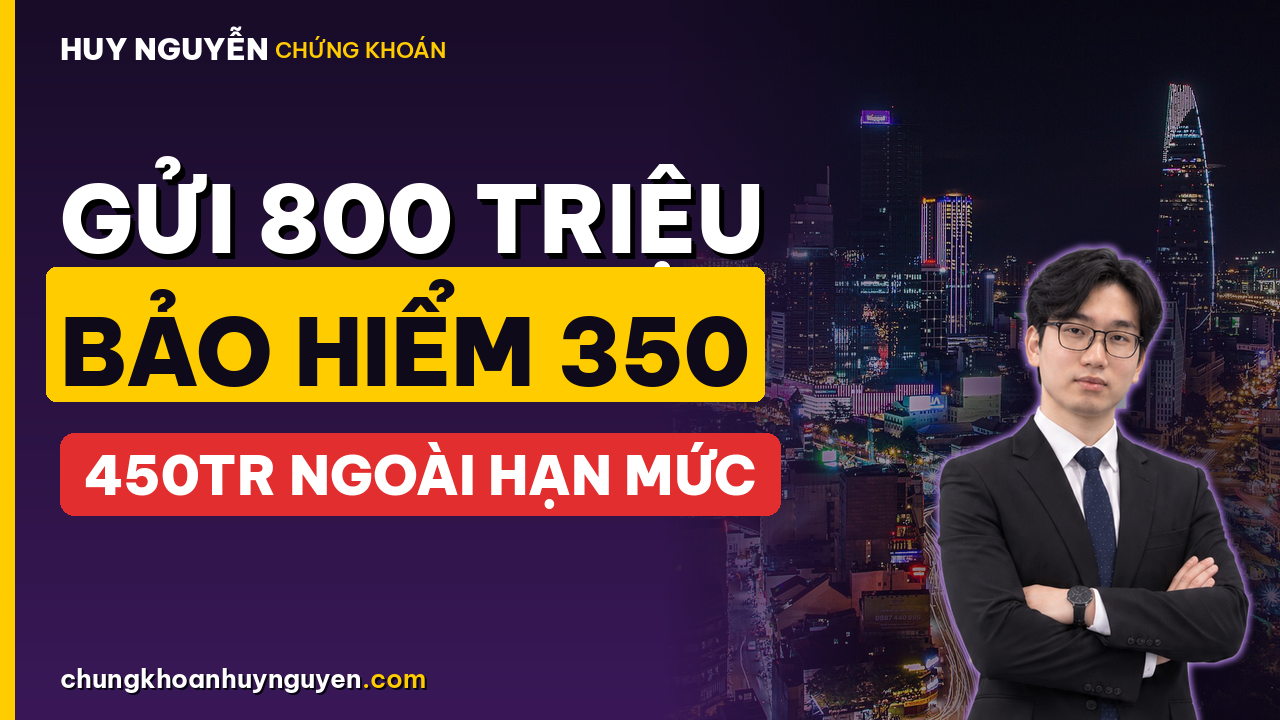 HUY NGUYỄN CHỨNG KHOÁN
GỬI 800 TRIỆU
BẢO HIỂM 350
450TR NGOÀI HẠN MỨC
chungkhoanhuynguyen.com